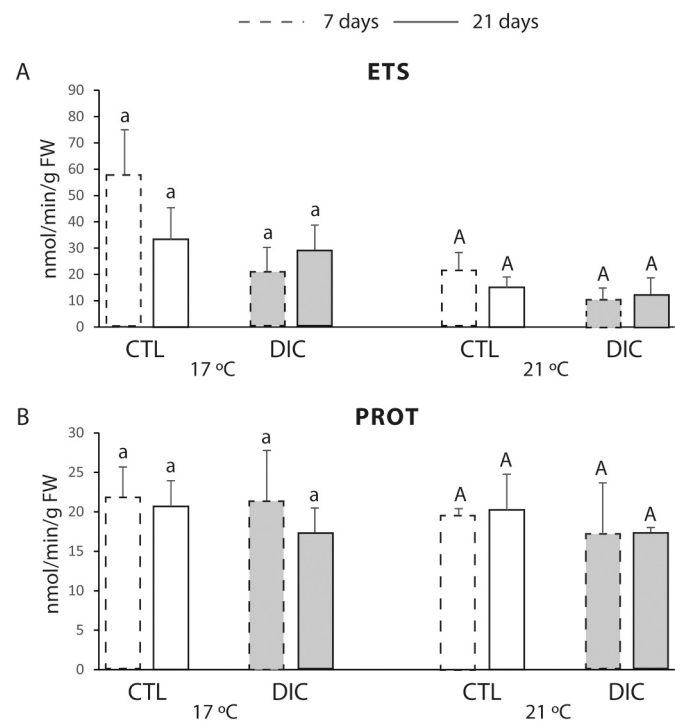 7 days 21 days
A ETS
nmol/min/g FW
90
80
70
60
50
40
30
20
10
0
a a a a A A A A
CTL DIC CTL DIC
17 ºC 21 ºC
B PROT
nmol/min/g FW
30
25
20
15
10
5
0
a a a a A A A A
CTL DIC CTL DIC
17 ºC 21 ºC